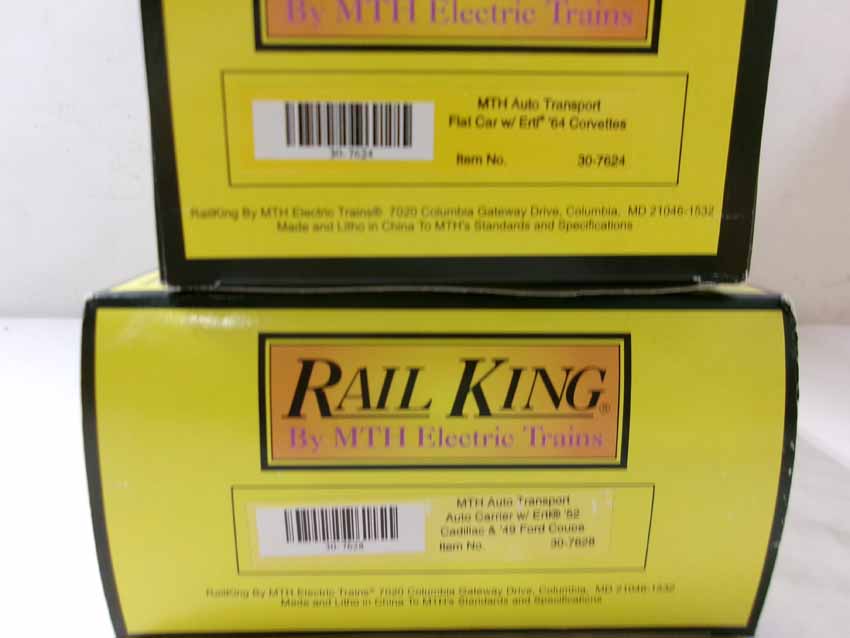 By MTH Electric Trains
MTH Auto Transport
Flat Car w/ Ertl® '64 Corvettes
30-7624
Item No. 30-7624
RailKing By MTH Electric Trains® 7020 Columbia Gateway Drive, Columbia, MD 21046-1532
Made and Litho in China To MTH's Standards and Specifications
RAIL KING®
By MTH Electric Trains
MTH Auto Transport
Auto Carrier w/ Ertl® '52
Cadillac & '49 Ford Coupe
30-7628
Item No. 30-7628
RailKing By MTH Electric Trains® 7020 Columbia Gateway Drive, Columbia, MD 21046-1532
Made and Litho in China To MTH's Standards and Specifications